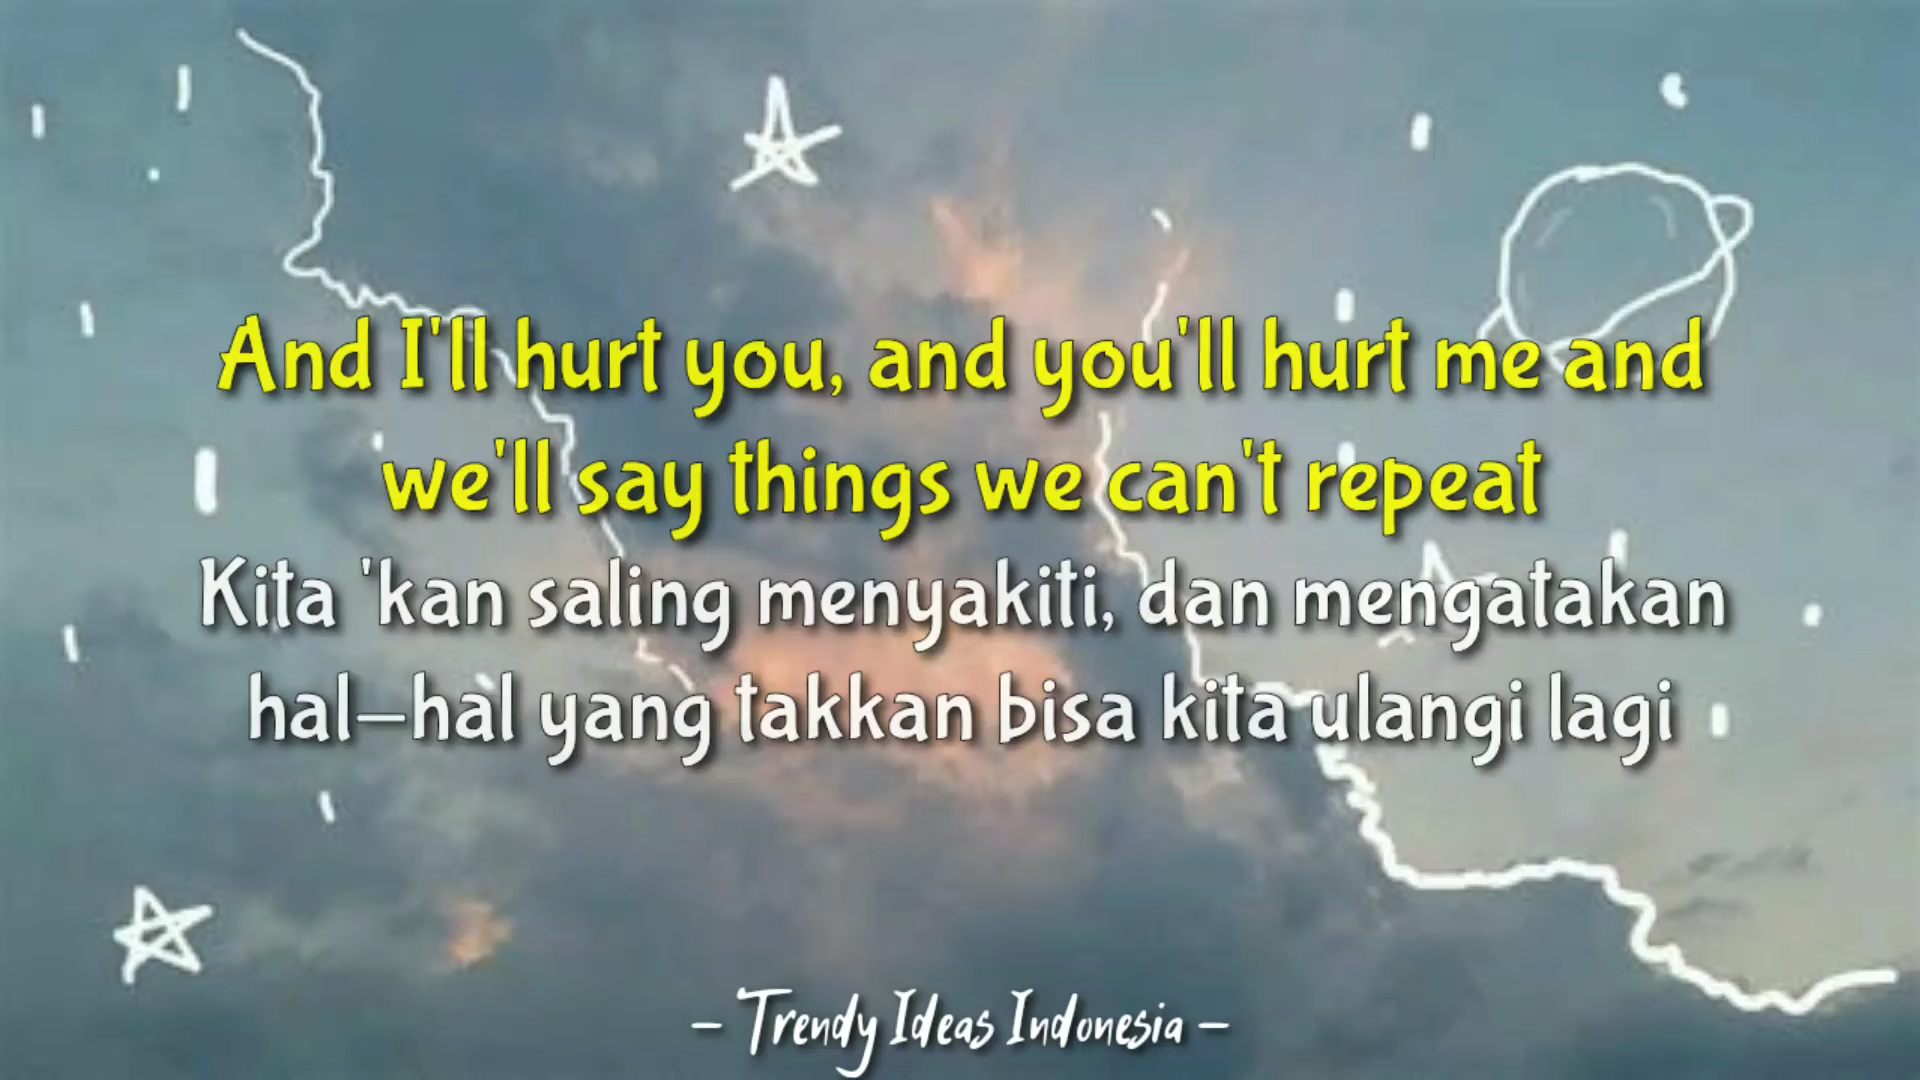 And I'll hurt you, and you'll hurt me and
we'll say things we can't repeat
Kita 'kan saling menyakiti, dan mengatakan
hal-hal yang takkan bisa kita ulangi lagi
- Trendy Ideas Indonesia -